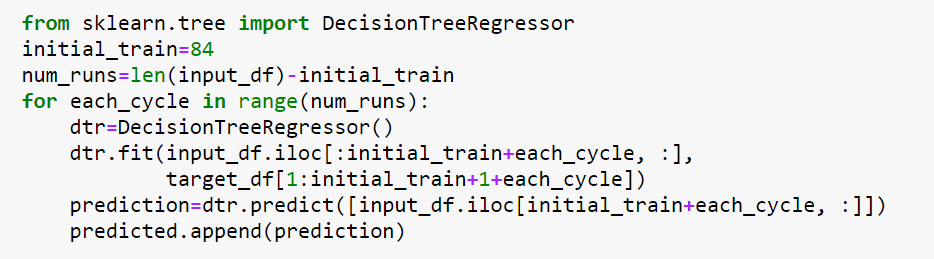 from sklearn.tree import DecisionTreeRegressor
initial_train=84
num_runs=len(input_df)-initial_train
for each_cycle in range(num_runs):
    dtr=DecisionTreeRegressor()
    dtr.fit(input_df.iloc[:initial_train+each_cycle, :],
            target_df[1:initial_train+1+each_cycle])
    prediction=dtr.predict([input_df.iloc[initial_train+each_cycle, :]])
    predicted.append(prediction)